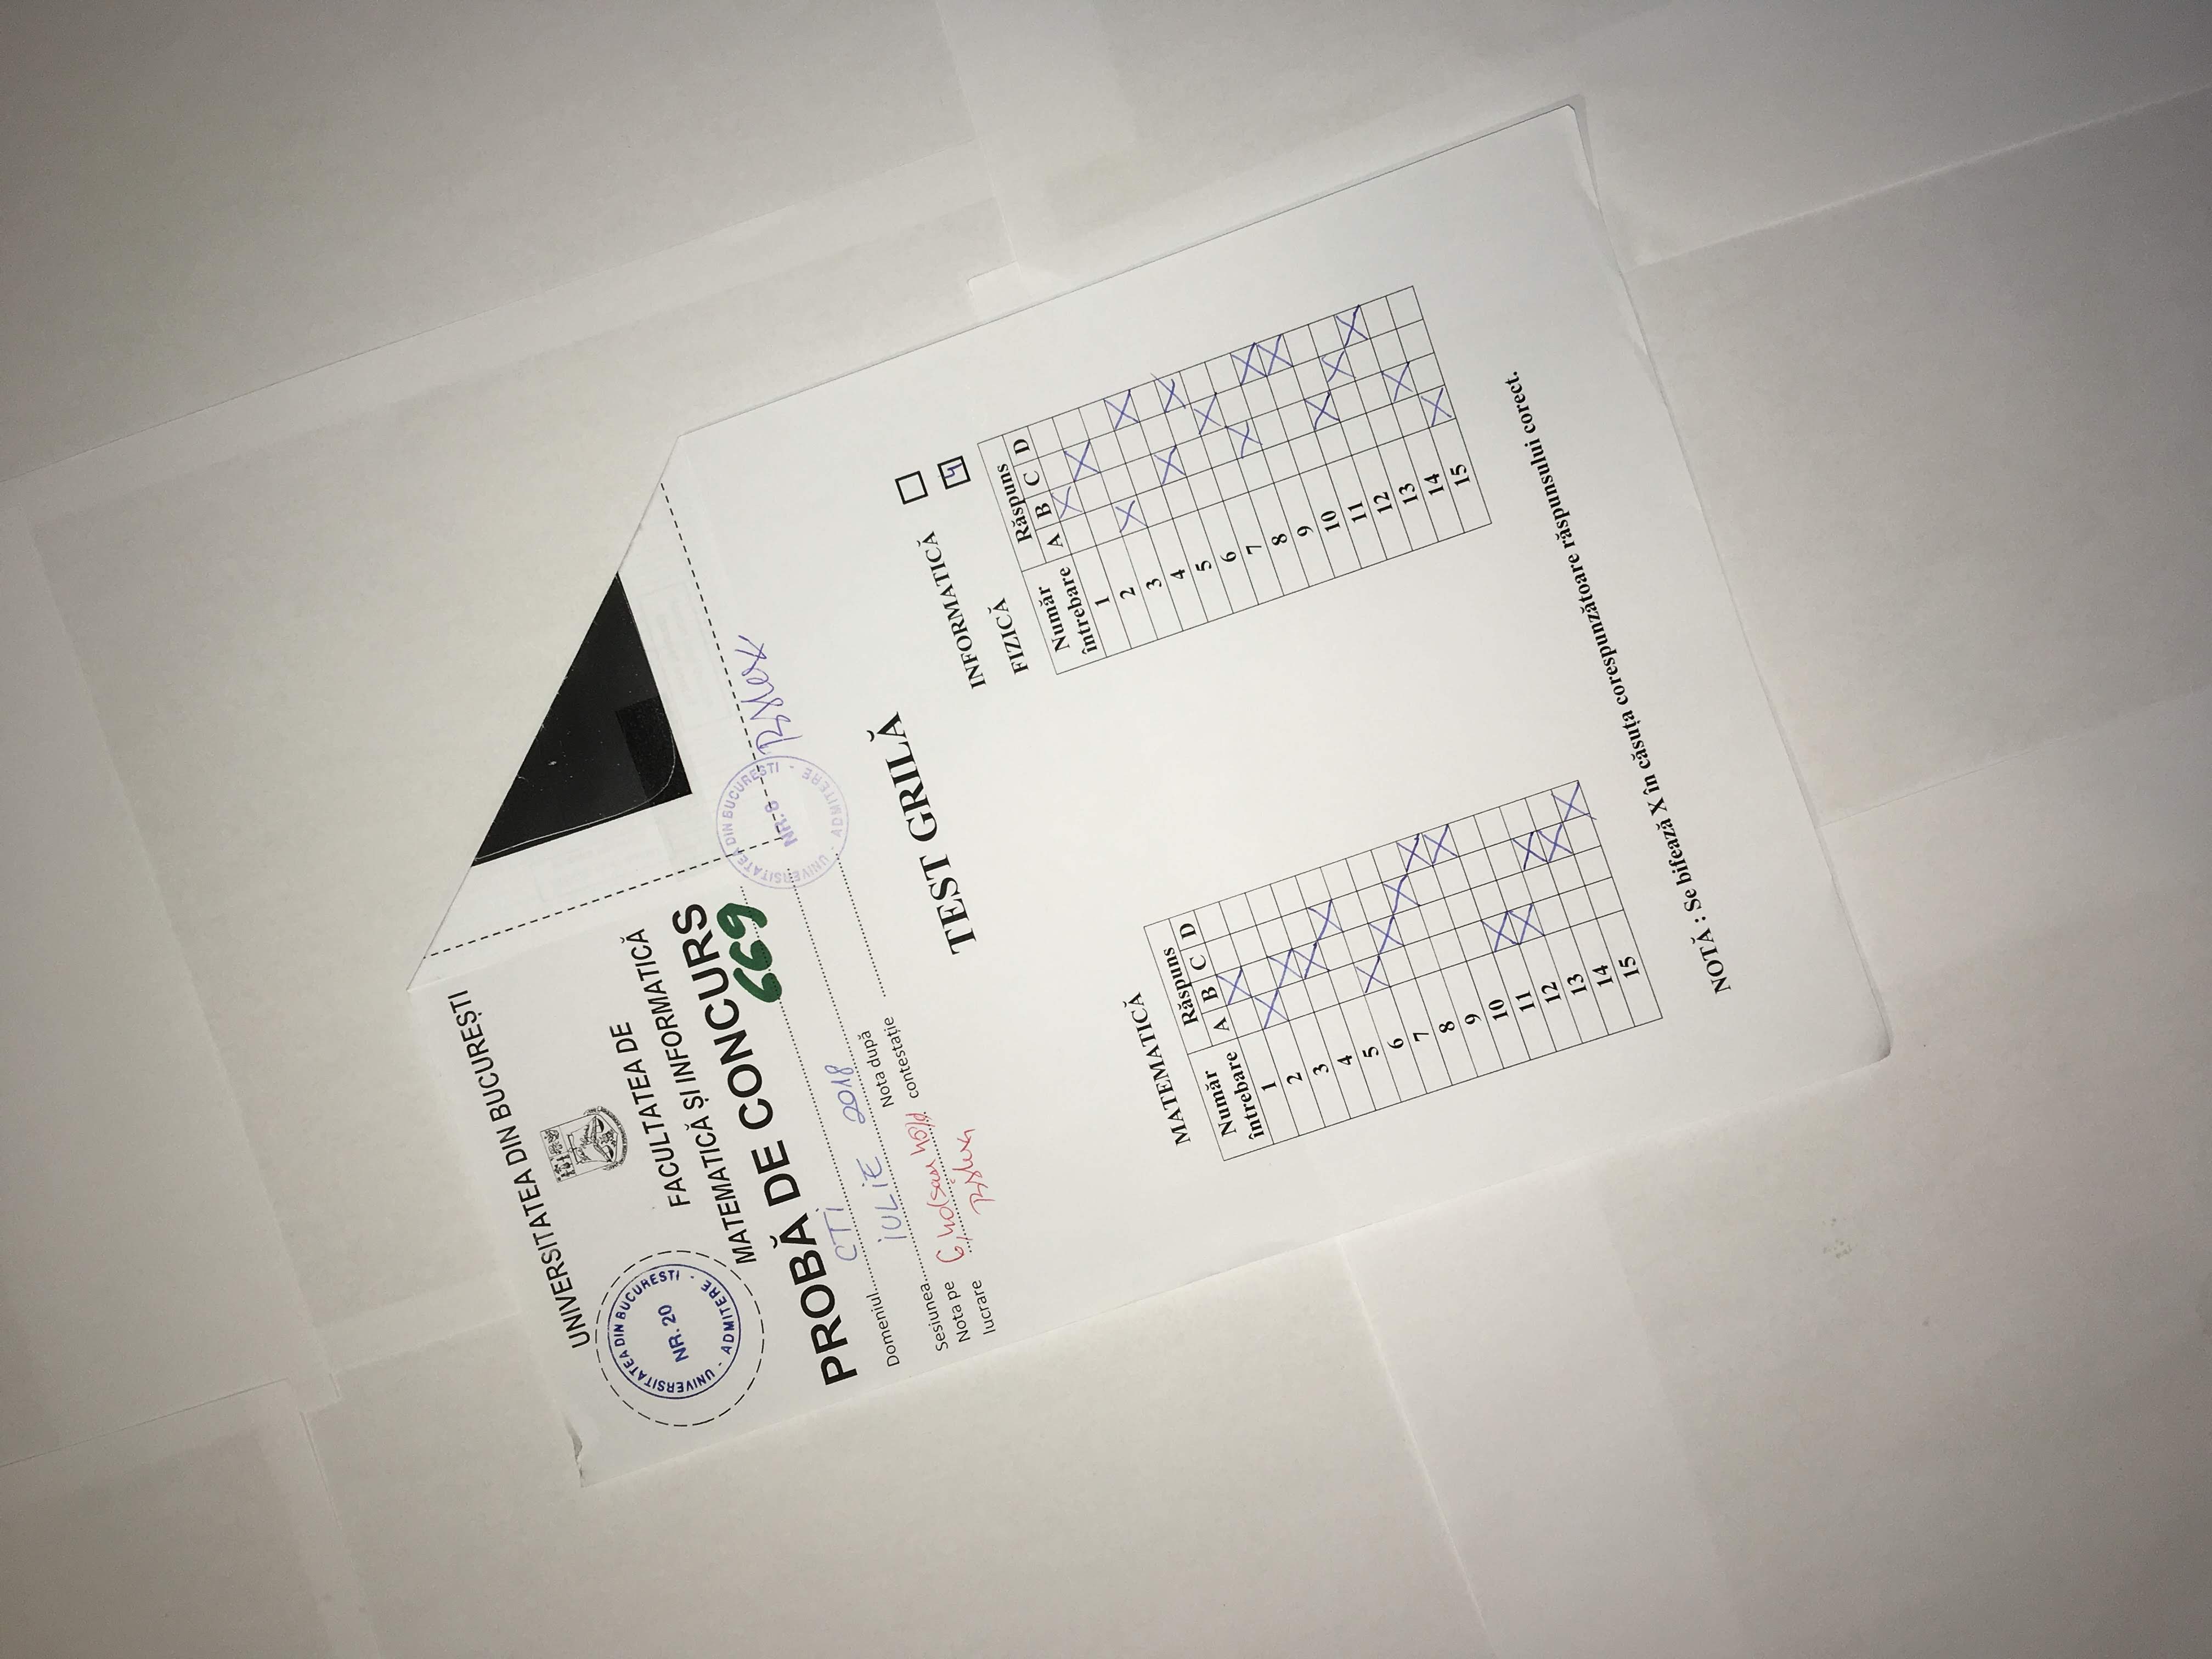 UNIVERSITATEA DIN BUCUREȘTI
UNIVERSITATEA DIN BUCUREȘTI - ADMITERE -
NR. 20
FACULTATEA DE
MATEMATICĂ ȘI INFORMATICĂ
PROBĂ DE CONCURS
669
Domeniul CTI
Sesiunea IULIE 2018
Nota pe lucrare 6,40
Nota după contestație
UNIVERSITATEA DIN BUCUREȘTI - ADMITERE -
NR. 6
TEST GRILĂ
MATEMATICĂ
Număr întrebare Răspuns
A B C D
1 X
2 X
3 X
4 X
5 X
6 X
7 X
8 X
9 X
10 X
11 X
12 X
13 X
14 X
15 X
INFORMATICĂ
FIZICĂ 4
Număr întrebare Răspuns
A B C D
1 X
2 X
3 X
4 X
5 X
6 X
7 X
8 X
9 X
10 X
11 X
12 X
13 X
14 X
15 X
NOTĂ : Se bifează X în căsuța corespunzătoare răspunsului corect.